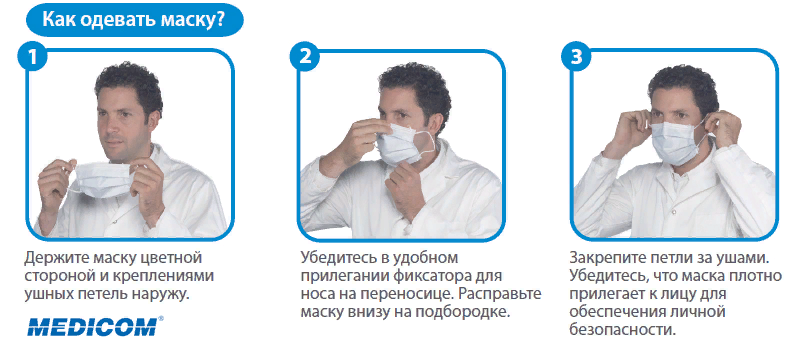 Как одевать маску?
1
2
3
Держите маску цветной
стороной и креплениями
ушных петель наружу.
Убедитесь в удобном
прилегании фиксатора для
носа на переносице. Расправьте
маску внизу на подбородке.
Закрепите петли за ушами.
Убедитесь, что маска плотно
прилегает к лицу для
обеспечения личной
безопасности.
MEDICOM®